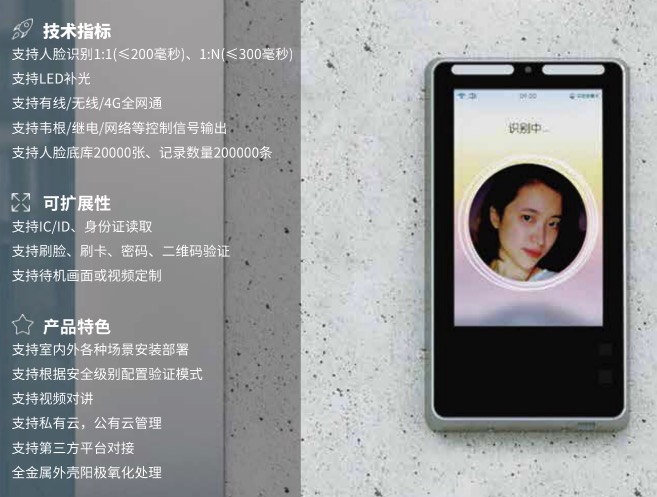 技术指标
支持人脸识别1:1(≤200毫秒)、1:N(≤300毫秒)
支持LED补光
支持有线/无线/4G全网通
支持韦根/继电/网络等控制信号输出
支持人脸底库20000张、记录数量200000条
可扩展性
支持IC/ID、身份证读取
支持刷脸、刷卡、密码、二维码验证
支持待机画面或视频定制
产品特色
支持室内外各种场景安装部署
支持根据安全级别配置验证模式
支持视频对讲
支持私有云，公有云管理
支持第三方平台对接
全金属外壳阳极氧化处理
识别中...